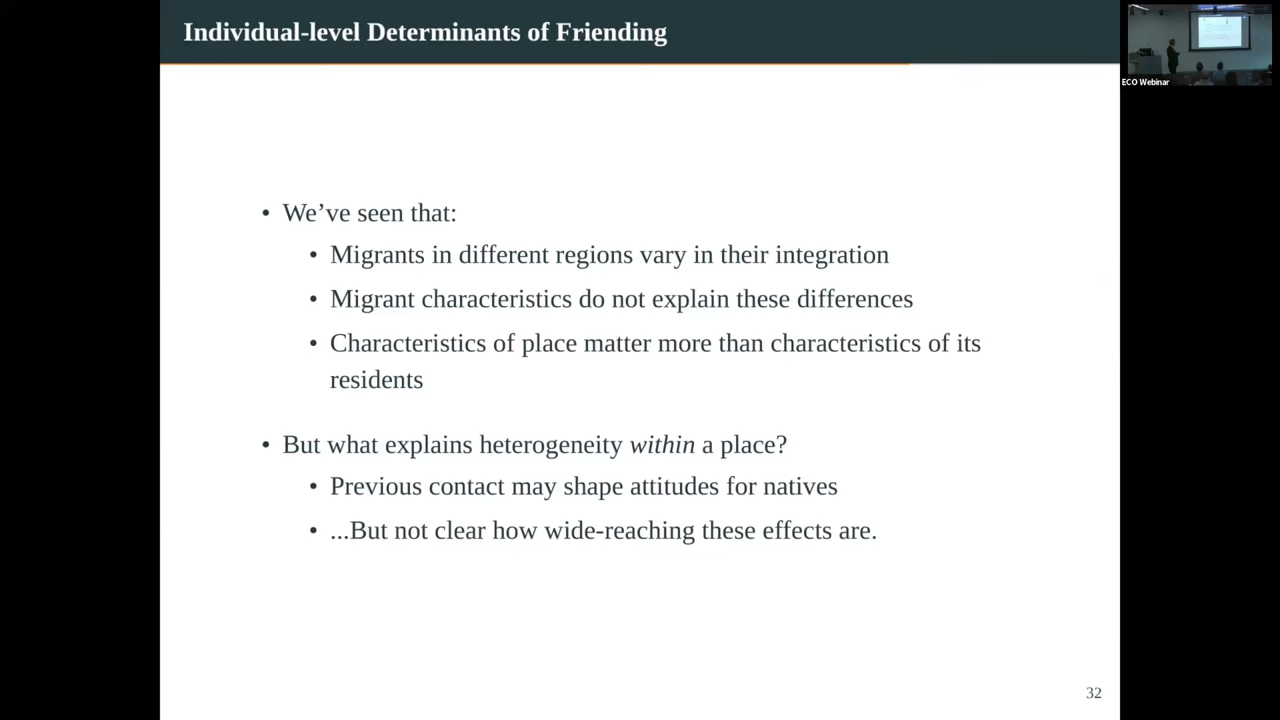 Individual-level Determinants of Friending
ECO Webinar
• We’ve seen that:
• Migrants in different regions vary in their integration
• Migrant characteristics do not explain these differences
• Characteristics of place matter more than characteristics of its
residents
• But what explains heterogeneity within a place?
• Previous contact may shape attitudes for natives
• ...But not clear how wide-reaching these effects are.
32